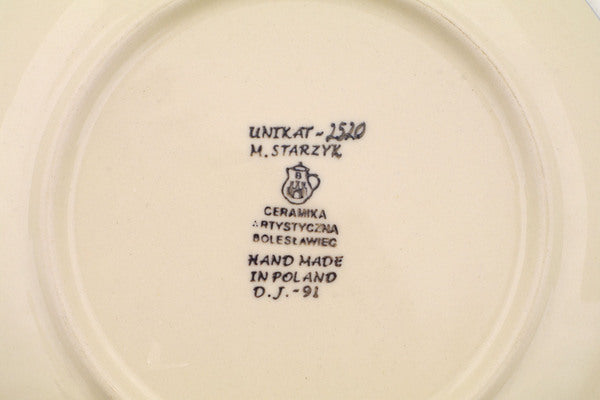 UNIKAT - 2520
M. STARZYK
B
CERAMIKA
ARTYSTYCZNA
BOLESŁAWIEC
HAND MADE
IN POLAND
D.J.-91